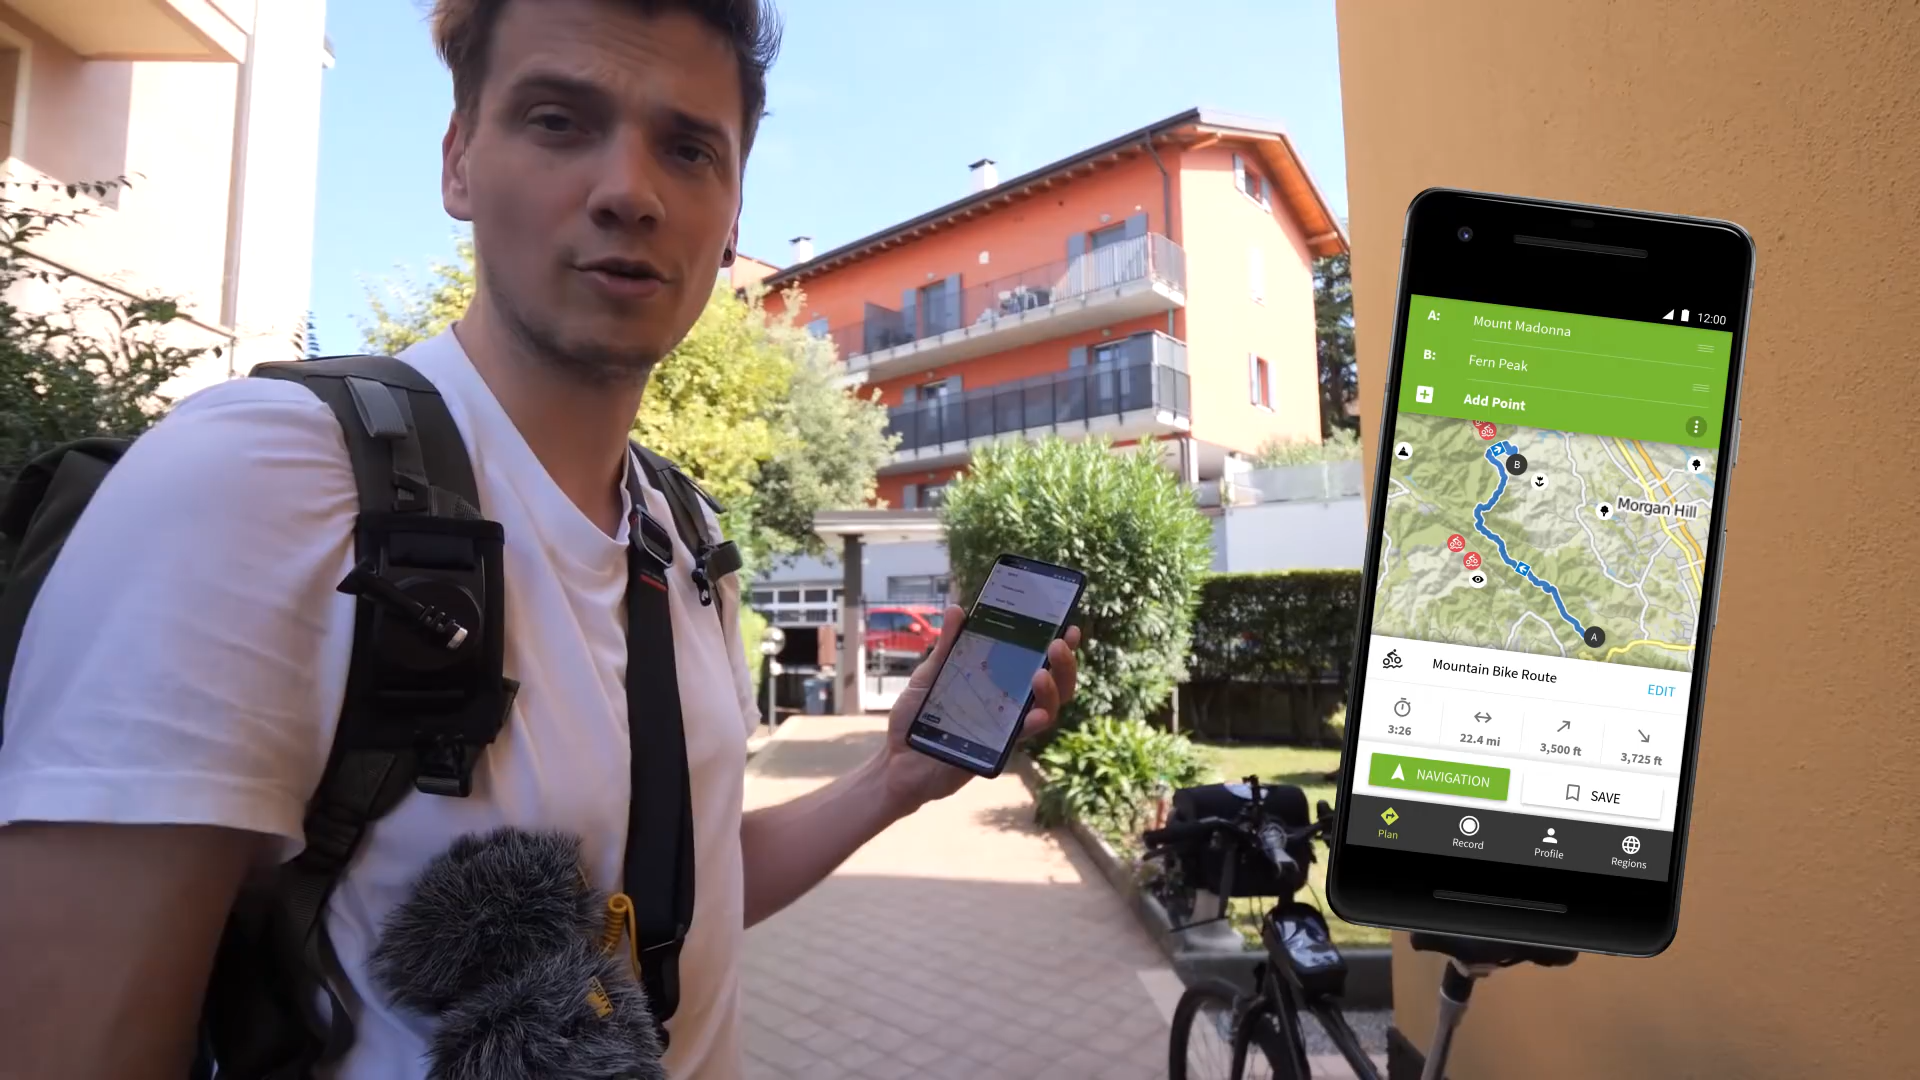 12:00
A: Mount Madonna
B: Fern Peak
Add Point
B
Morgan Hill
A
Mountain Bike Route
EDIT
3:26 22.4 mi 3,500 ft 3,725 ft
NAVIGATION SAVE
Plan Record Profile Regions